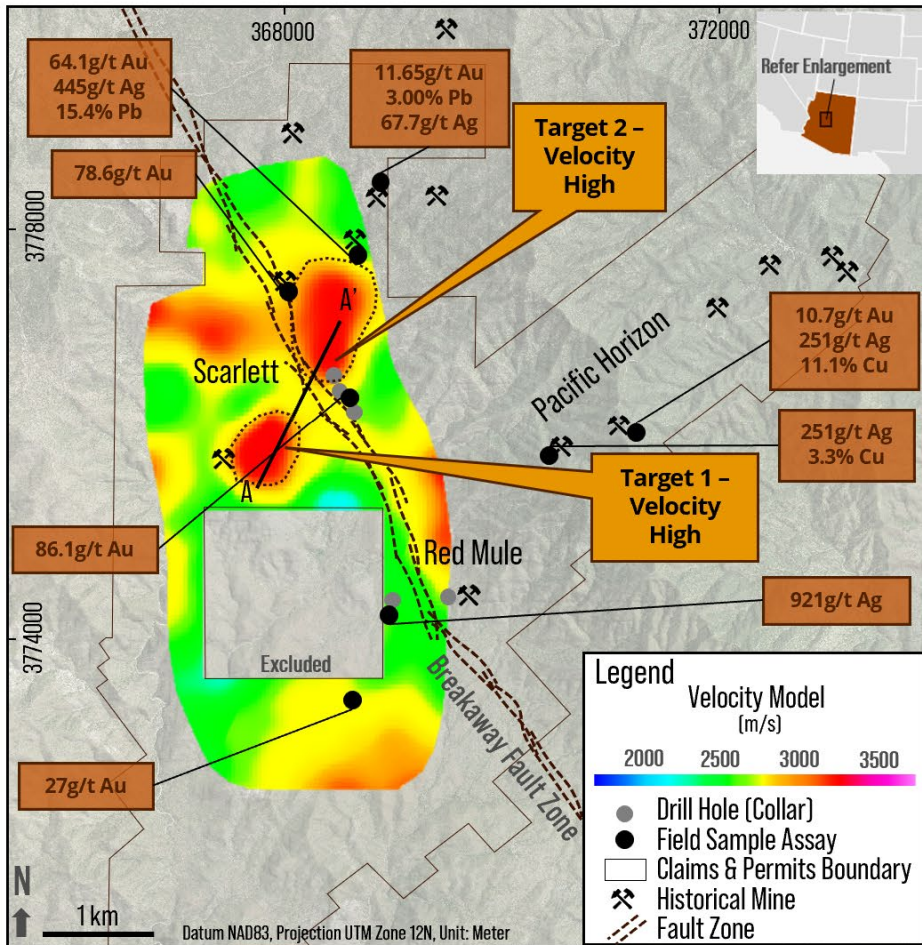 368000
372000
3778000
3774000
Refer Enlargement
64.1g/t Au
445g/t Ag
15.4% Pb
11.65g/t Au
3.00% Pb
67.7g/t Ag
Target 2 –
Velocity
High
78.6g/t Au
A'
Scarlett
Pacific Horizon
10.7g/t Au
251g/t Ag
11.1% Cu
251g/t Ag
3.3% Cu
A
Target 1 –
Velocity
High
86.1g/t Au
Red Mule
921g/t Ag
Excluded
Breakaway Fault Zone
27g/t Au
Legend
Velocity Model
(m/s)
2000 2500 3000 3500
Drill Hole (Collar)
Field Sample Assay
Claims & Permits Boundary
Historical Mine
Fault Zone
N
1 km
Datum NAD83, Projection UTM Zone 12N, Unit: Meter